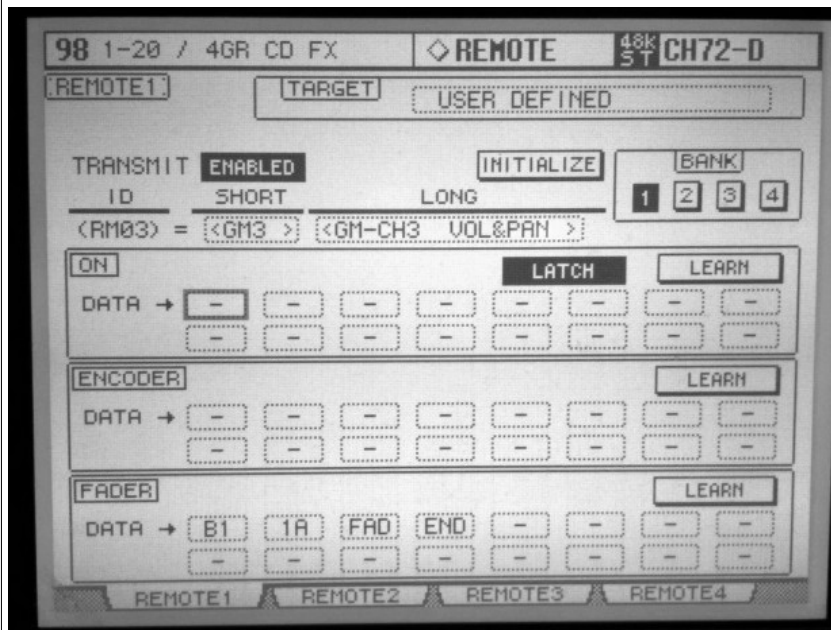 98 1-20 / 4GR CD FX ◇ REMOTE 48K ST CH72-D
REMOTE1 TARGET USER DEFINED
TRANSMIT ENABLED INITIALIZE BANK
ID SHORT LONG 1 2 3 4
(RM03) = <GM3 > <GM-CH3 VOL&PAN >
ON LATCH LEARN
DATA → - - - - - - - -
- - - - - - - -
ENCODER LEARN
DATA → - - - - - - - -
- - - - - - - -
FADER LEARN
DATA → B1 1A FAD END - - - -
- - - - - - - -
REMOTE1 REMOTE2 REMOTE3 REMOTE4